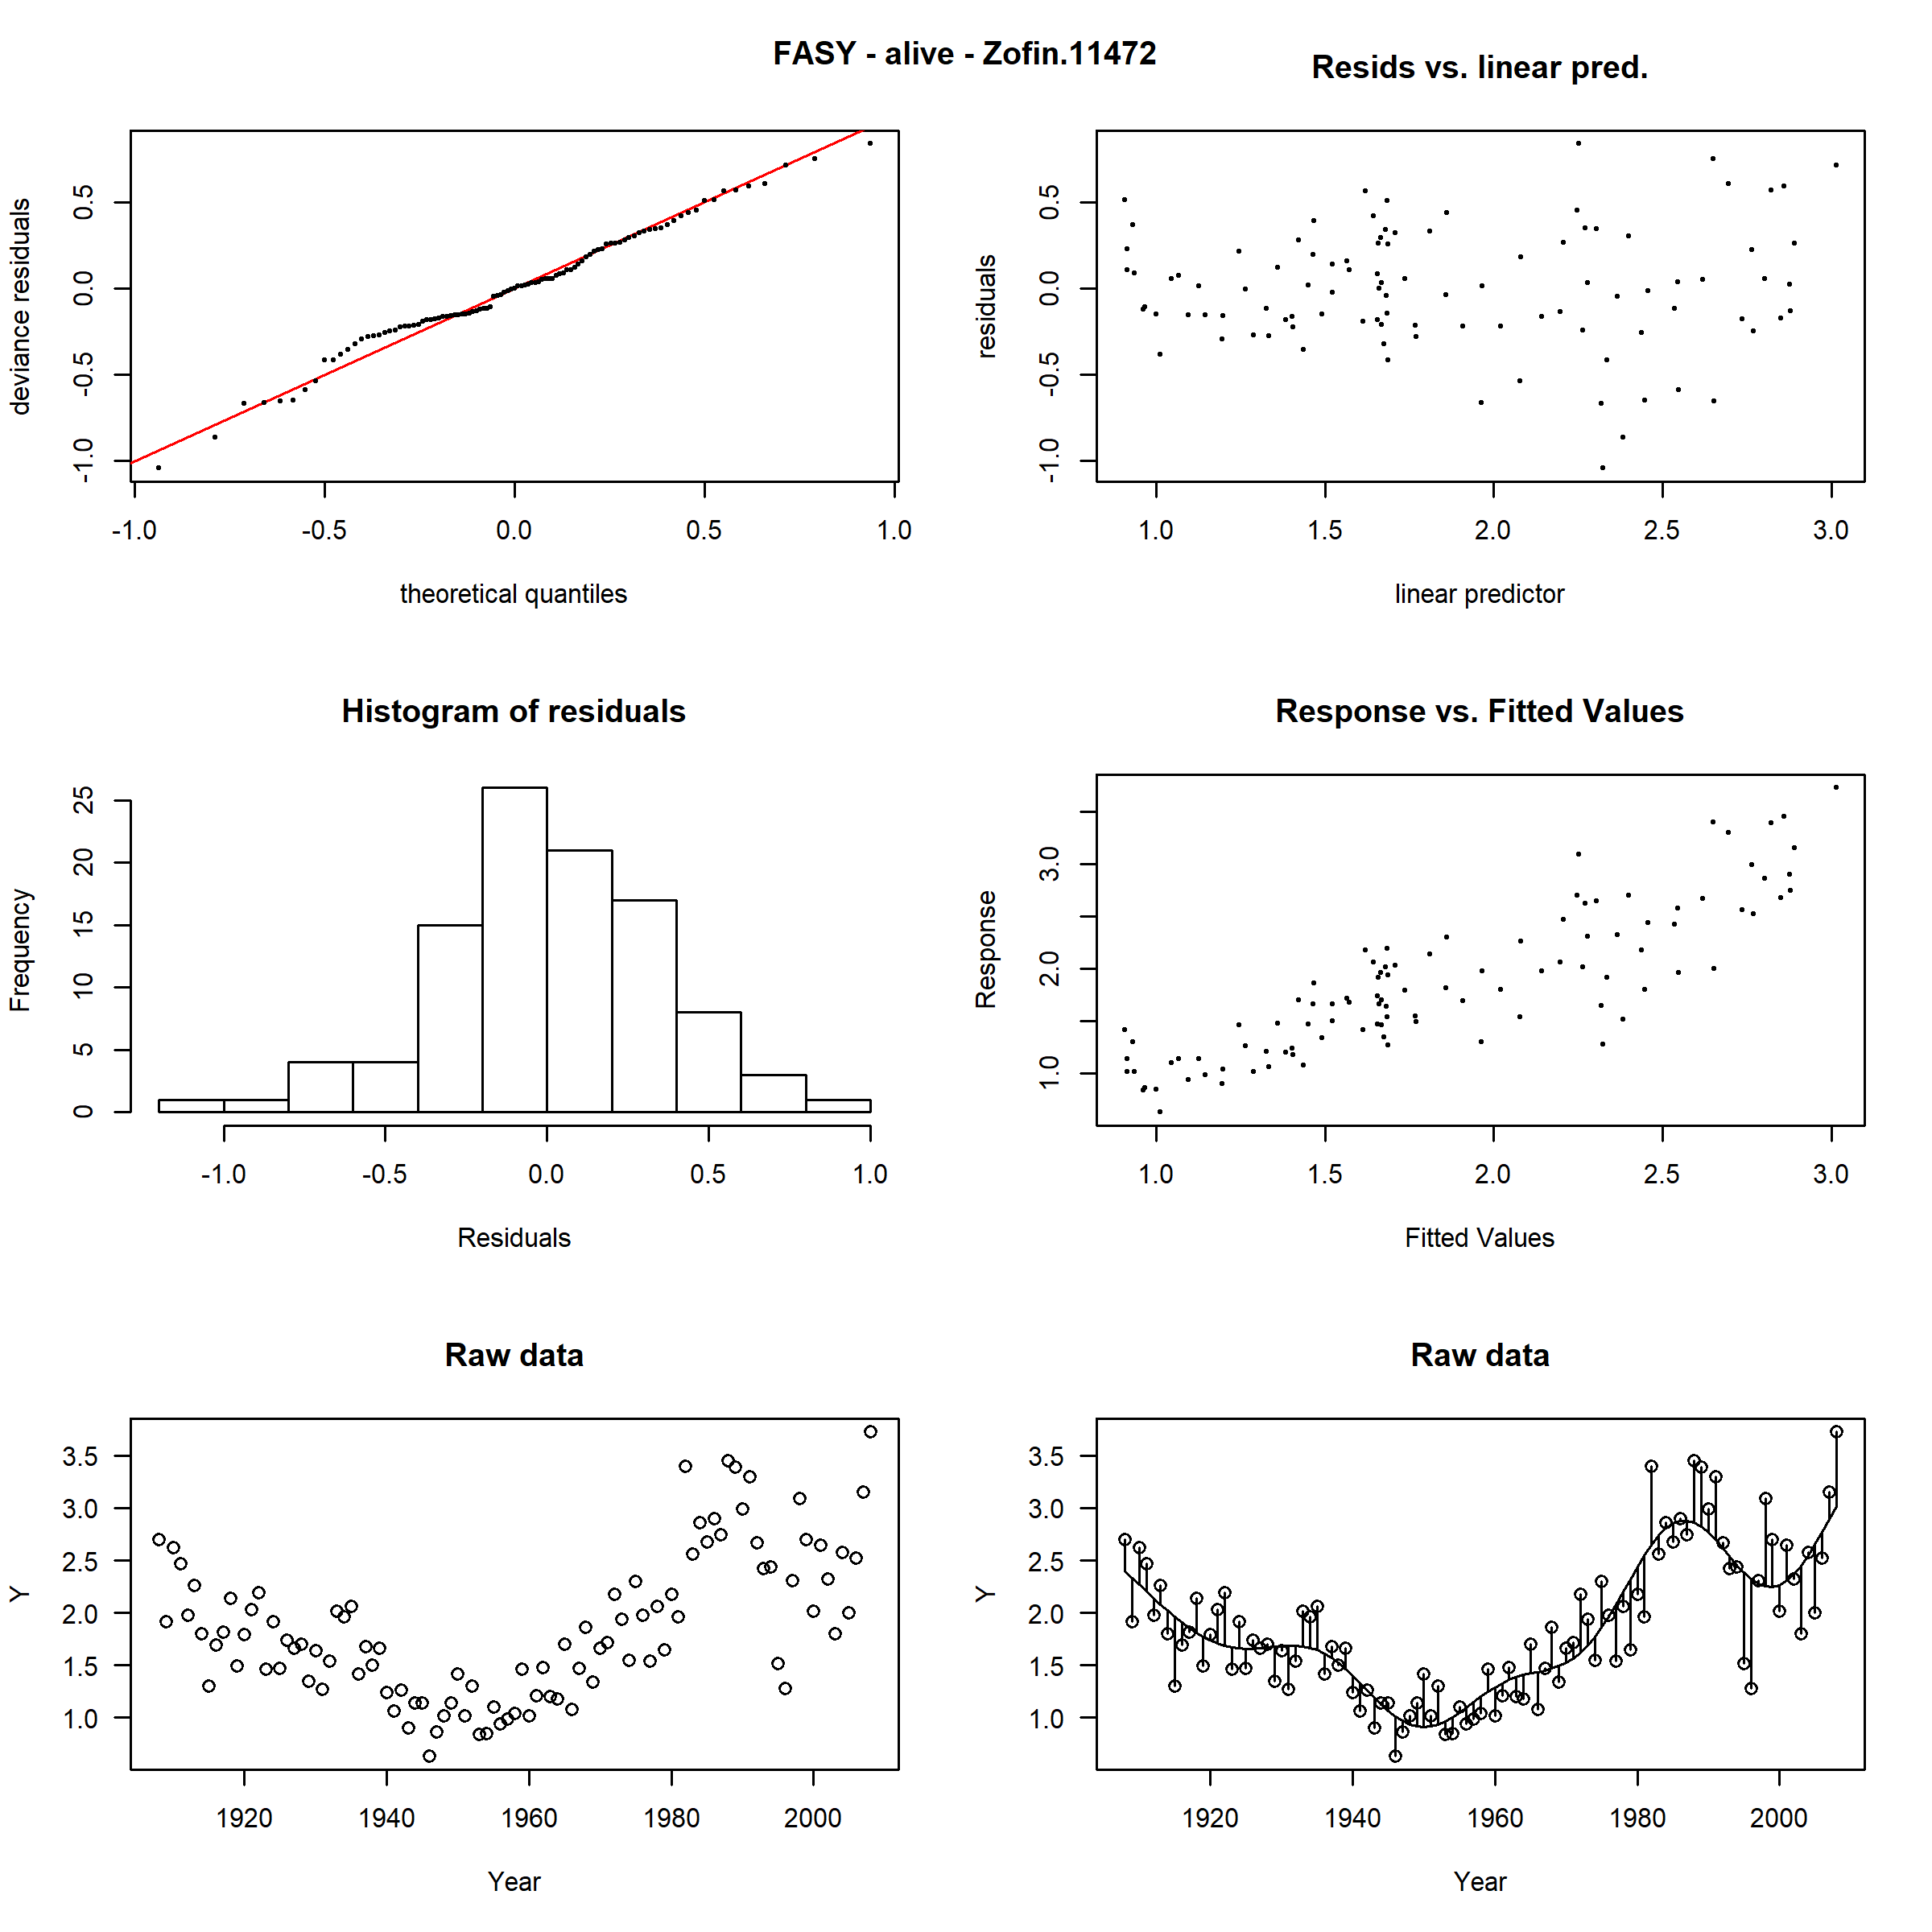 FASY - alive - Zofin.11472
Resids vs. linear pred.
deviance residuals
-1.0 -0.5 0.0 0.5
-1.0 -0.5 0.0 0.5 1.0
theoretical quantiles
residuals
-1.0 -0.5 0.0 0.5
1.0 1.5 2.0 2.5 3.0
linear predictor
Histogram of residuals
Frequency
0 5 10 15 20 25
-1.0 -0.5 0.0 0.5 1.0
Residuals
Response vs. Fitted Values
Response
1.0 2.0 3.0
1.0 1.5 2.0 2.5 3.0
Fitted Values
Raw data
Y
3.5
3.0
2.5
2.0
1.5
1.0
1920 1940 1960 1980 2000
Year
Raw data
Y
3.5
3.0
2.5
2.0
1.5
1.0
1920 1940 1960 1980 2000
Year